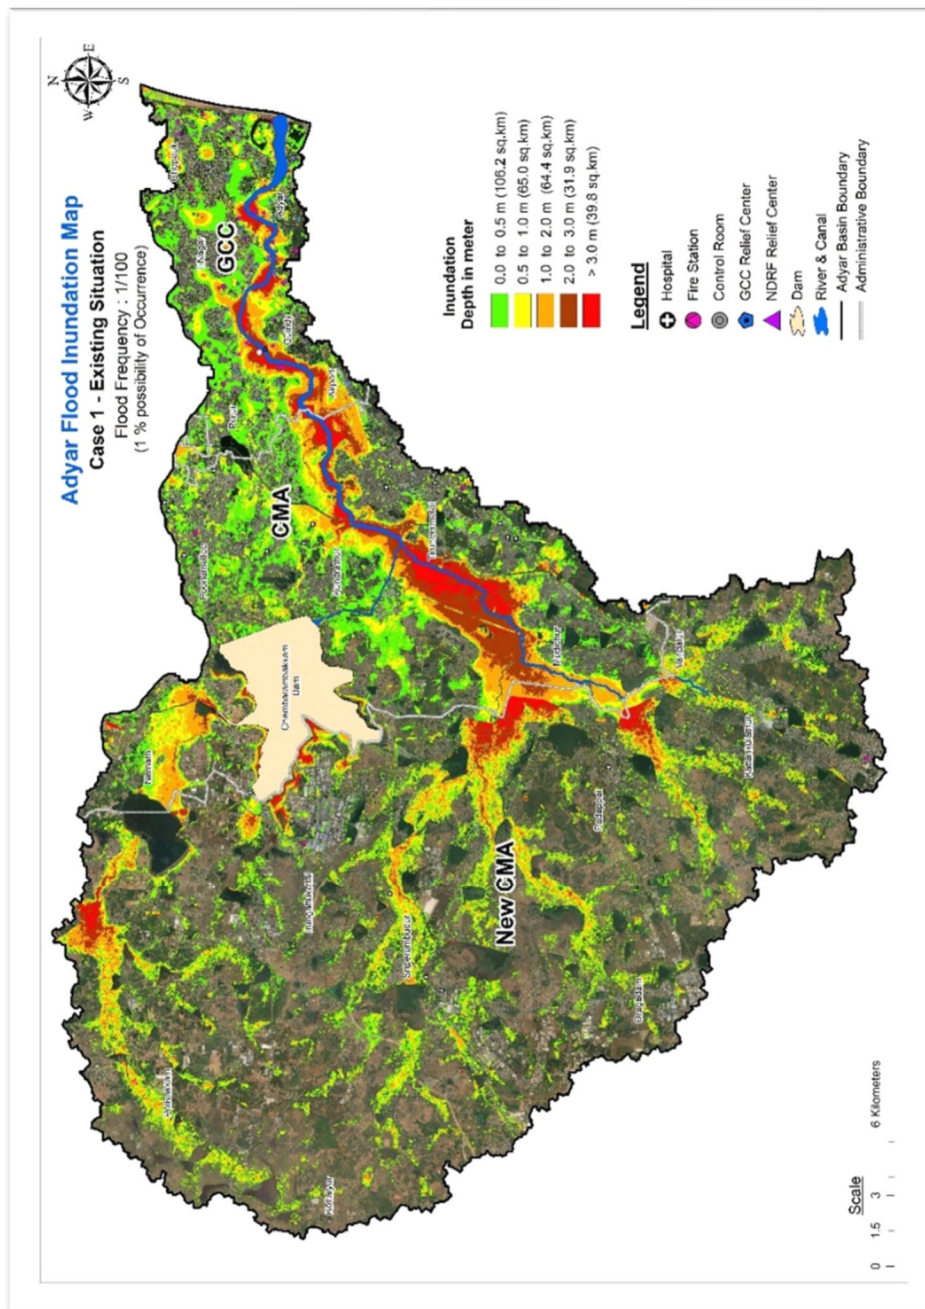 Adyar Flood Inundation Map
Case 1 - Existing Situation
Flood Frequency : 1/100
(1 % possibility of Occurrence)
N
E
S
W
GCC
CMA
New CMA
Adyar
Airport
Chembarambakkam
Dam
Vandalur
Padappai
Sriperumbudur
Inundation
Depth in meter
0.0 to 0.5 m (106.2 sq.km)
0.5 to 1.0 m (65.0 sq.km)
1.0 to 2.0 m (64.4 sq.km)
2.0 to 3.0 m (31.9 sq.km)
> 3.0 m (39.8 sq.km)
Legend
Hospital
Fire Station
Control Room
GCC Relief Center
NDRF Relief Center
Dam
River & Canal
Adyar Basin Boundary
Administrative Boundary
Scale
0 1.5 3 6 Kilometers